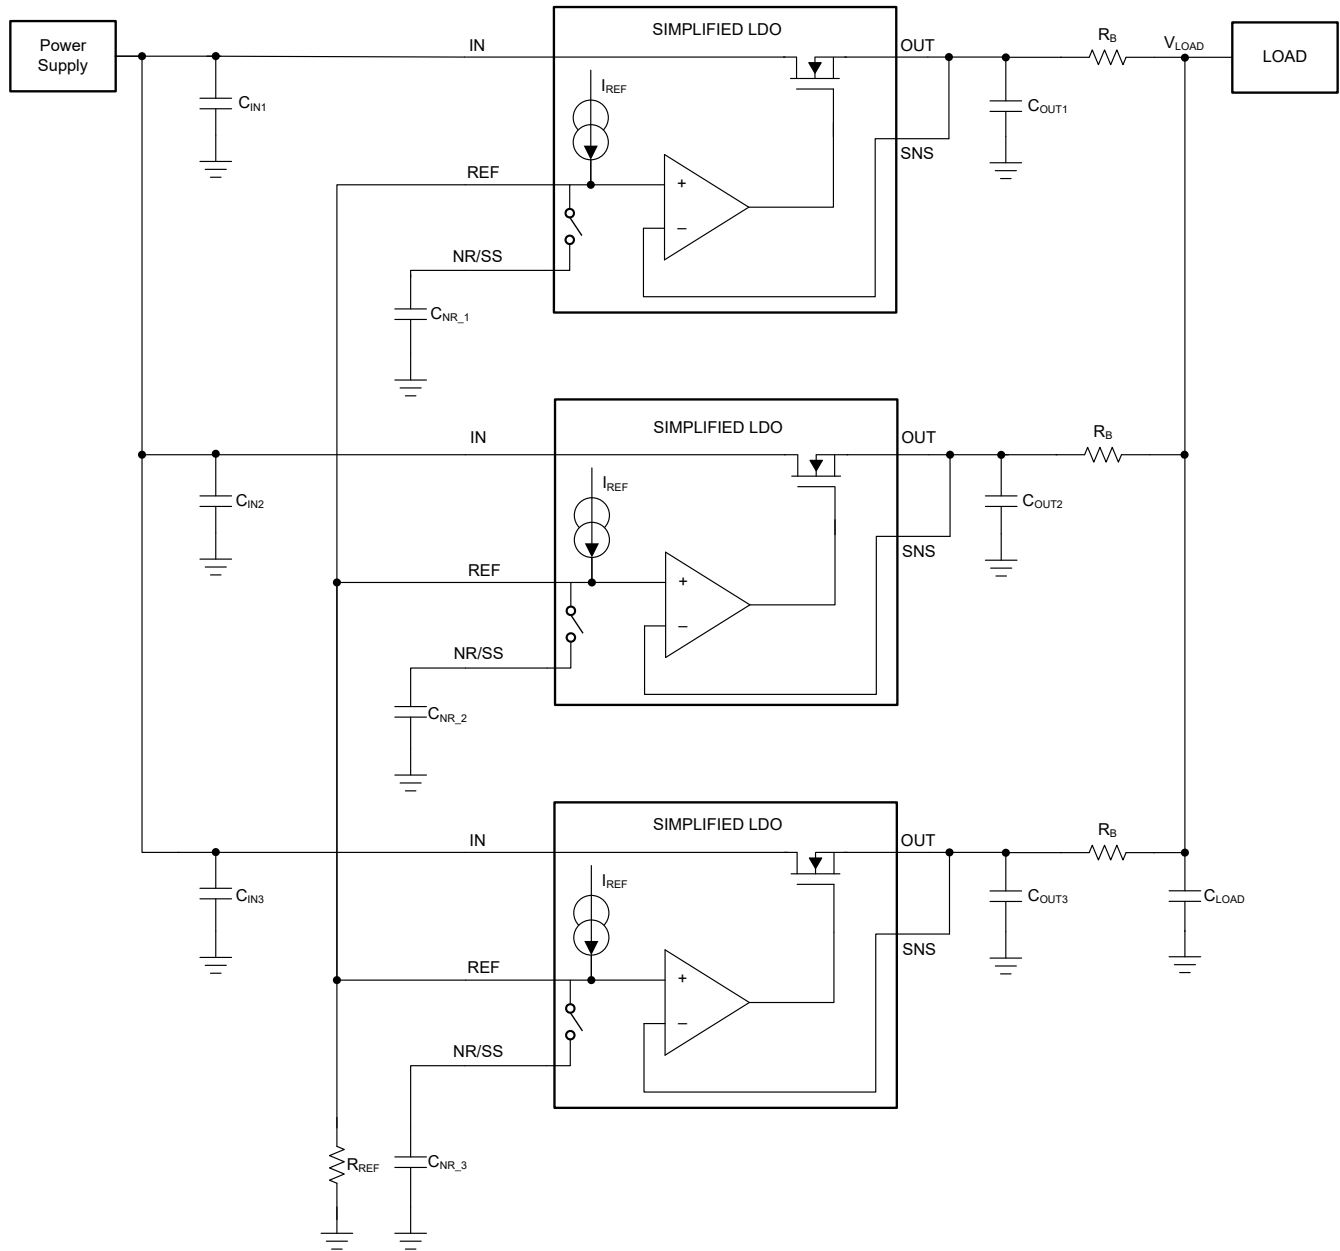 SIMPLIFIED LDO
Power
Supply
IN
OUT
R_B
V_LOAD
LOAD
I_REF
C_IN1
C_OUT1
SNS
REF
+
–
NR/SS
C_NR_1
SIMPLIFIED LDO
IN
OUT
R_B
I_REF
C_IN2
C_OUT2
SNS
REF
+
–
NR/SS
C_NR_2
SIMPLIFIED LDO
IN
OUT
R_B
I_REF
C_IN3
C_OUT3
C_LOAD
SNS
REF
+
–
NR/SS
R_REF
C_NR_3